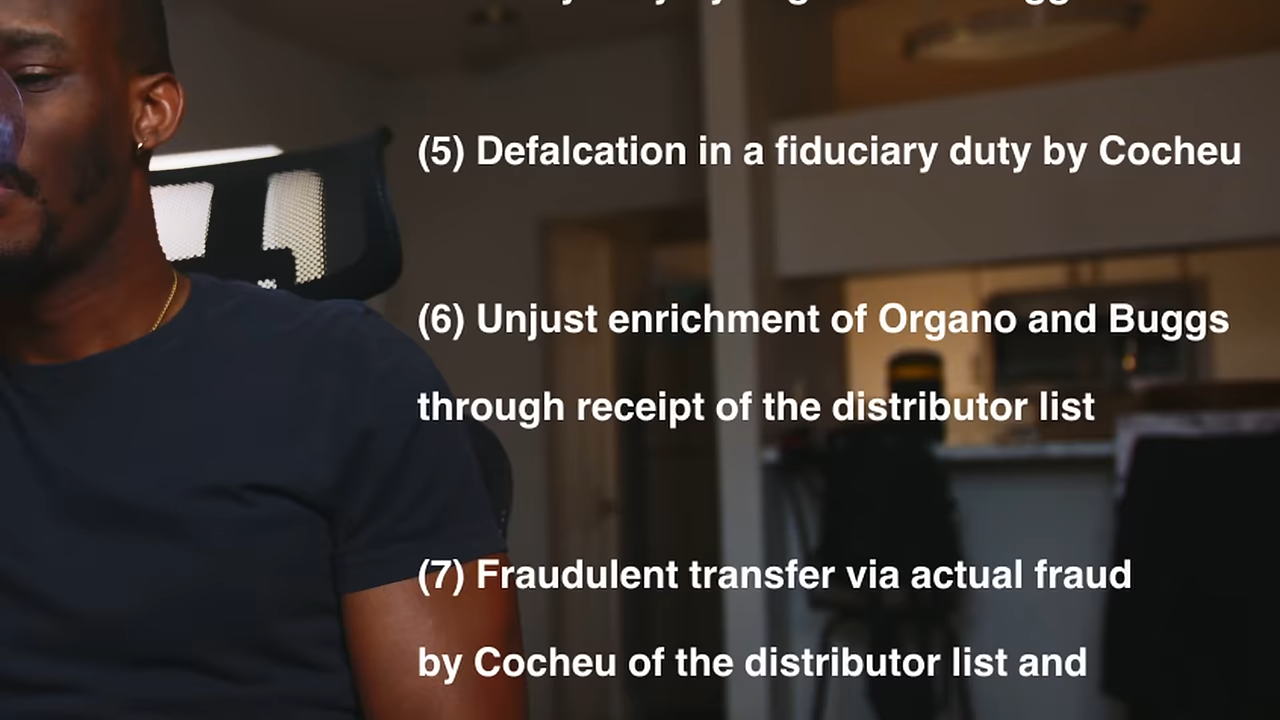 (5) Defalcation in a fiduciary duty by Cocheu
(6) Unjust enrichment of Organo and Buggs
through receipt of the distributor list
(7) Fraudulent transfer via actual fraud
by Cocheu of the distributor list and